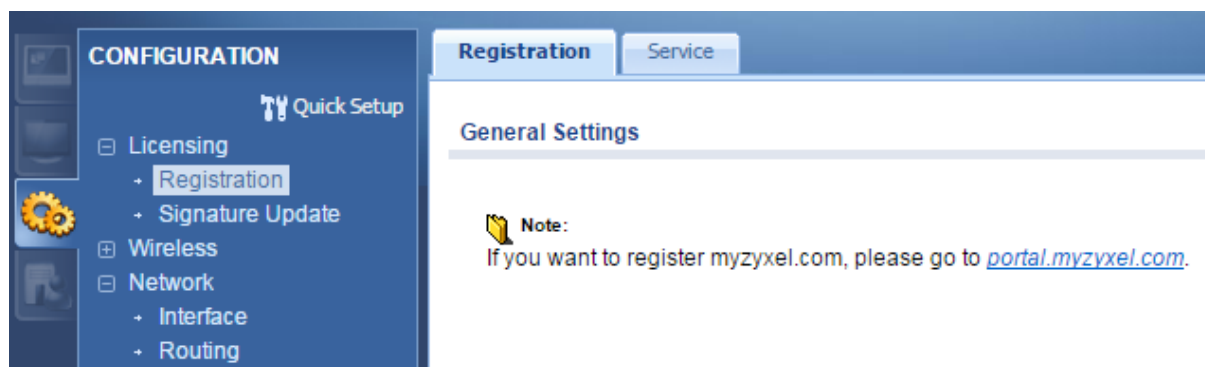 CONFIGURATION
Quick Setup
Licensing
Registration
Signature Update
Wireless
Network
Interface
Routing
Registration
Service
General Settings
Note:
If you want to register myzyxel.com, please go to portal.myzyxel.com.